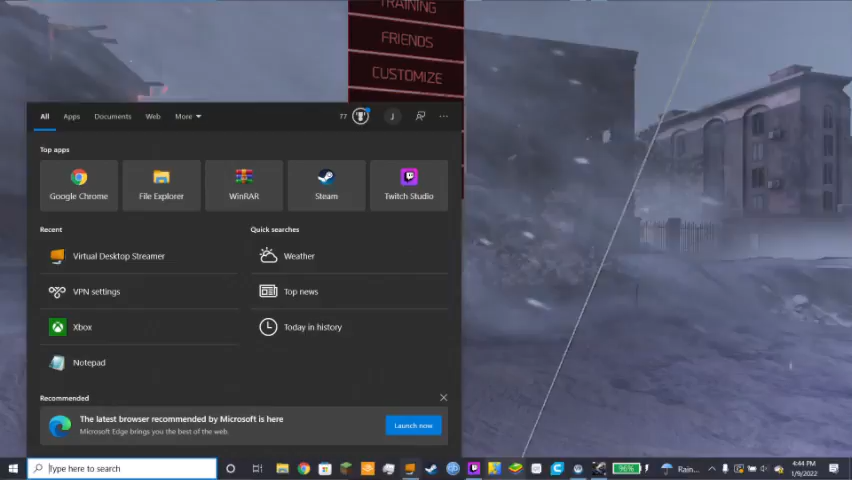 TRAINING
FRIENDS
CUSTOMIZE
All Apps Documents Web More 77 J ...
Top apps
Google Chrome File Explorer WinRAR Steam Twitch Studio
Recent Quick searches
Virtual Desktop Streamer Weather
VPN settings Top news
Xbox Today in history
Notepad
Recommended
The latest browser recommended by Microsoft is here
Microsoft Edge brings you the best of the web.
Launch now
Type here to search 96% Rain... 4:44 PM
1/9/2022